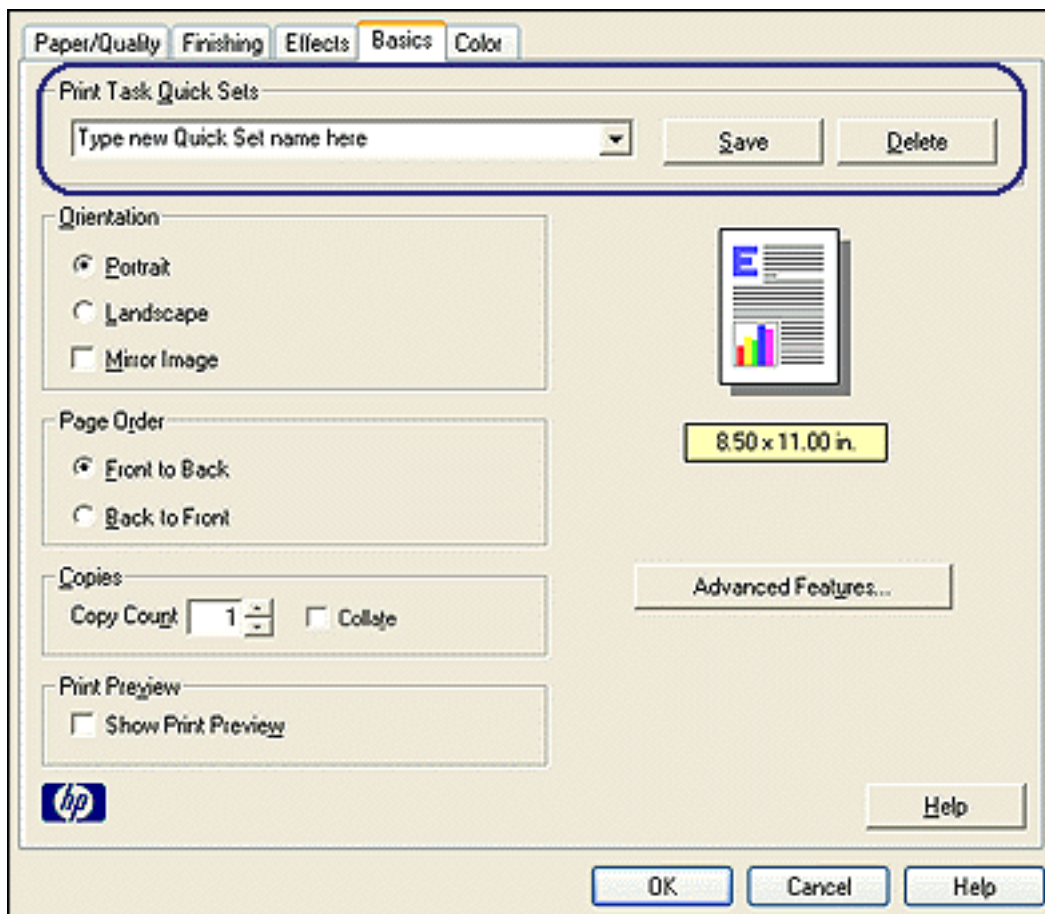 Paper/Quality Finishing Effects Basics Color
Print Task Quick Sets
Type new Quick Set name here Save Delete
Orientation
Portrait
Landscape
Mirror Image
E
8.50 x 11.00 in.
Page Order
Front to Back
Back to Front
Copies
Copy Count 1 Collate
Advanced Features...
Print Preview
Show Print Preview
hp
Help
OK Cancel Help